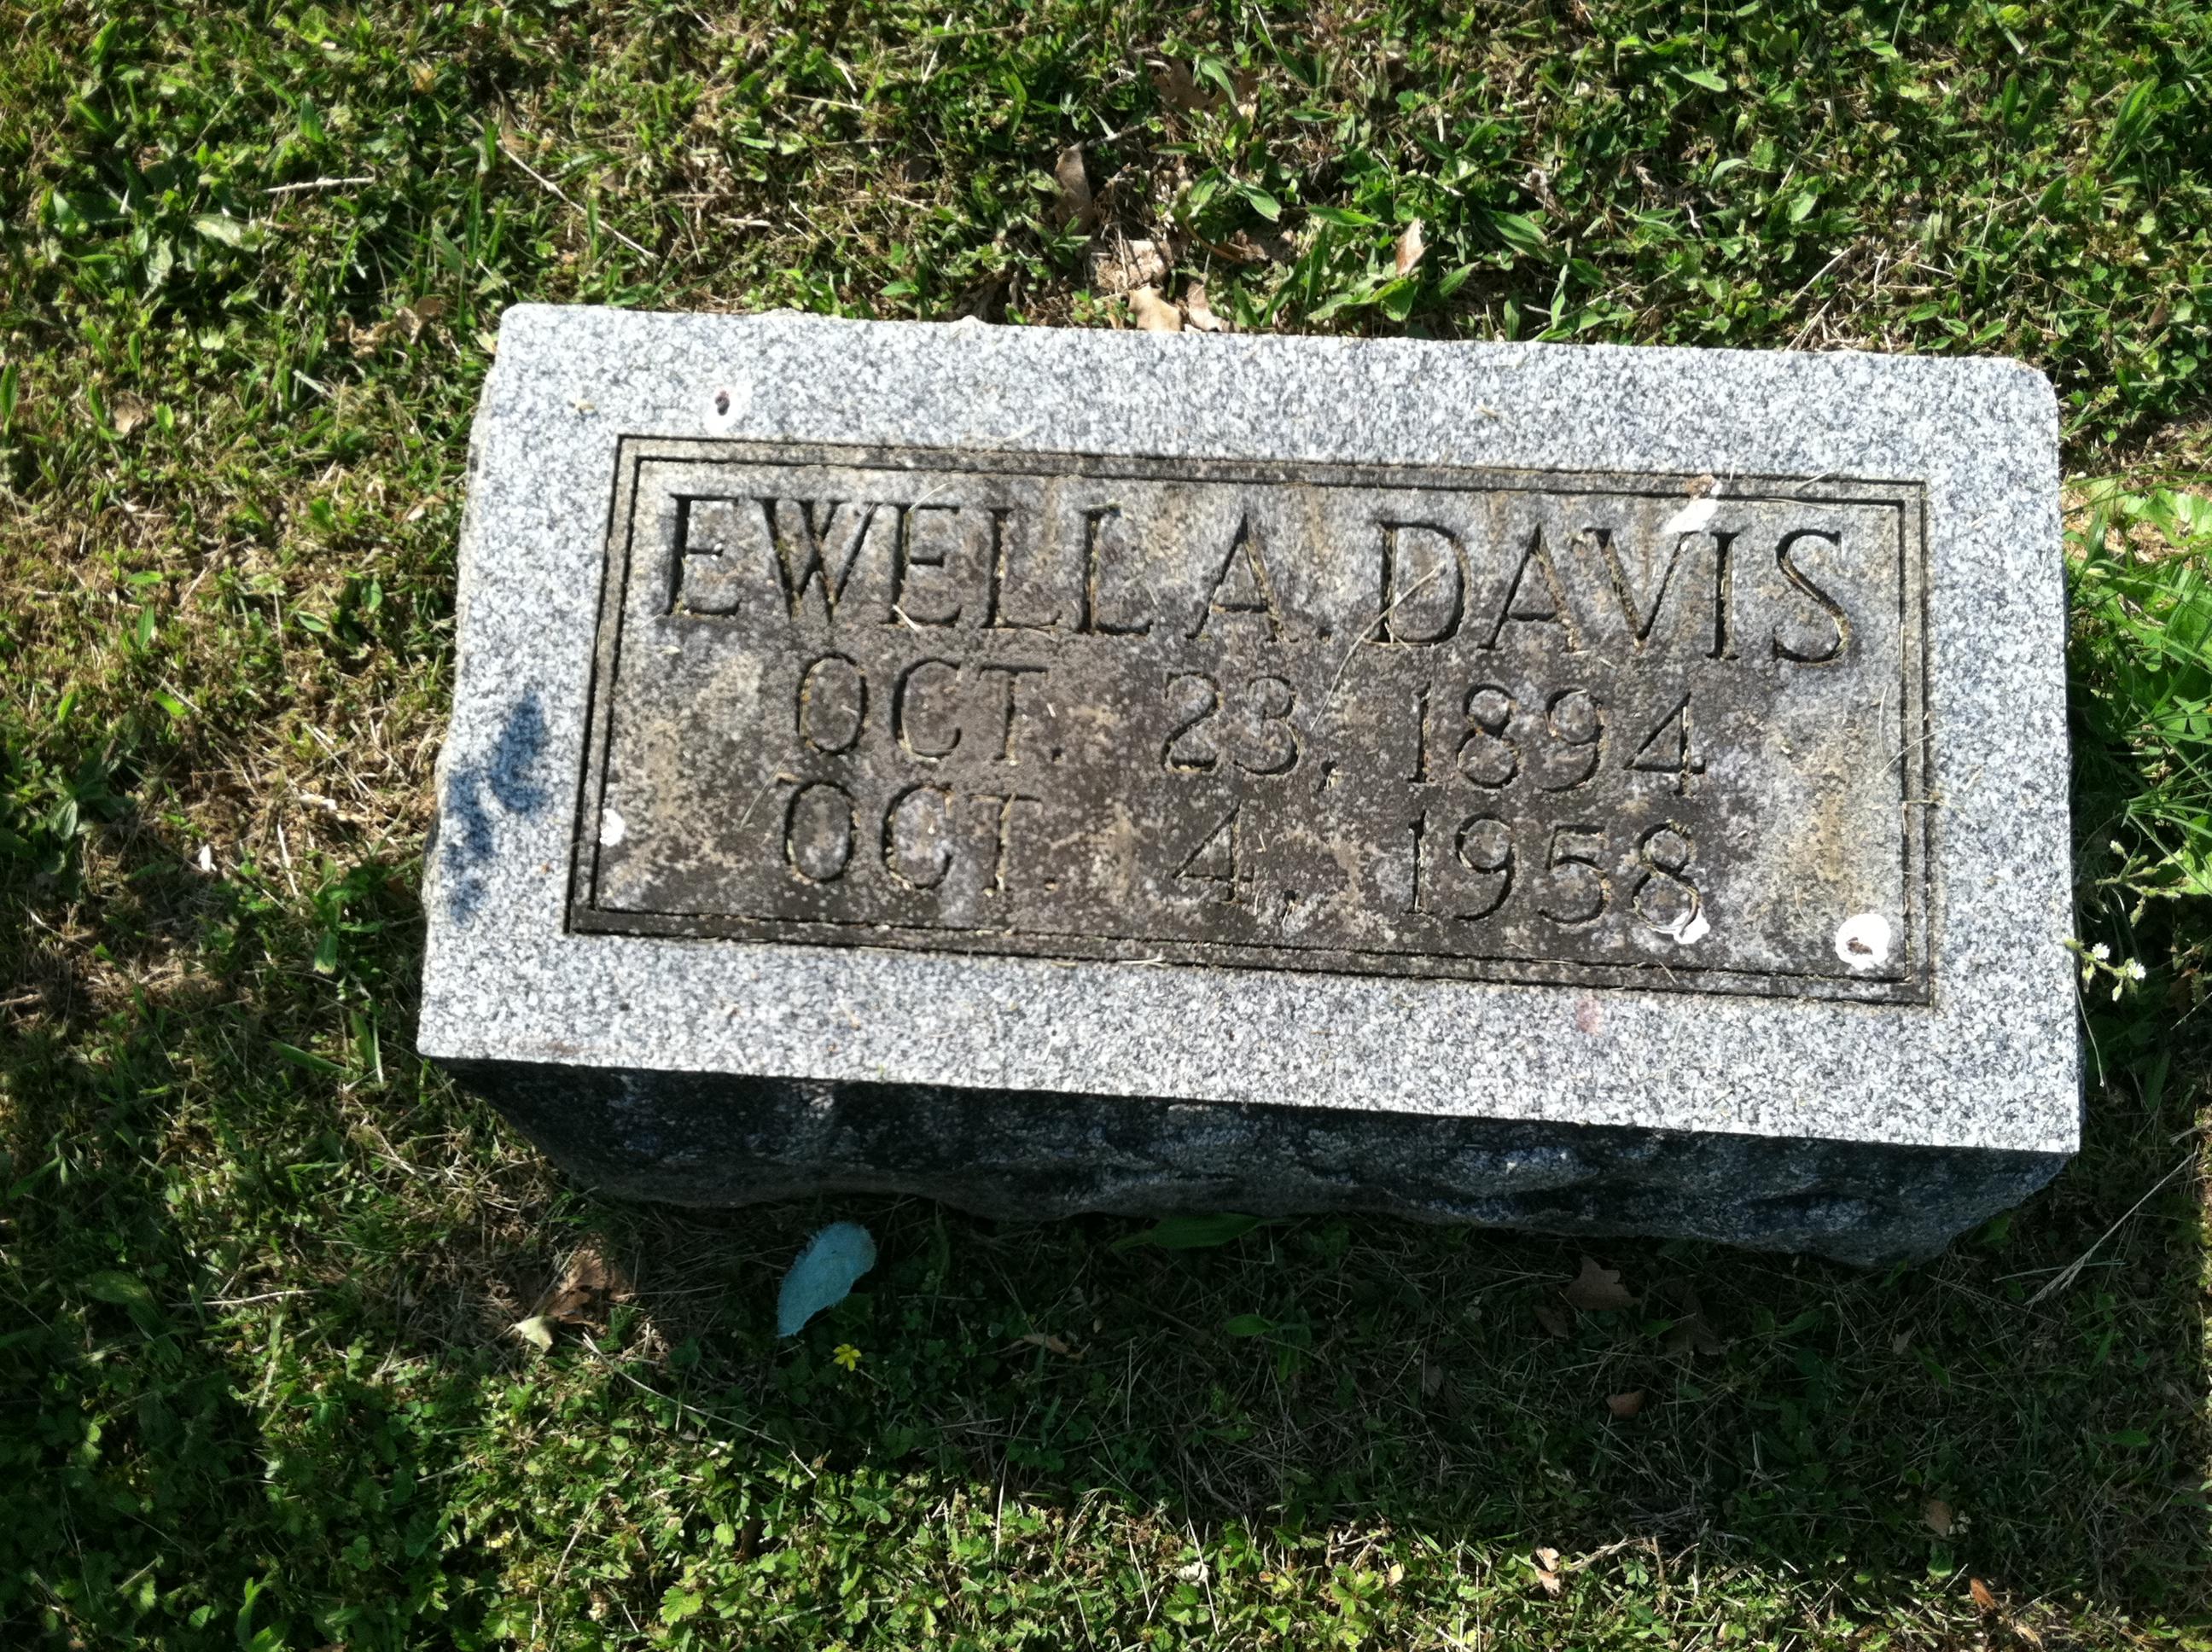 EWELL A. DAVIS
OCT. 23, 1894
OCT. 4, 1958